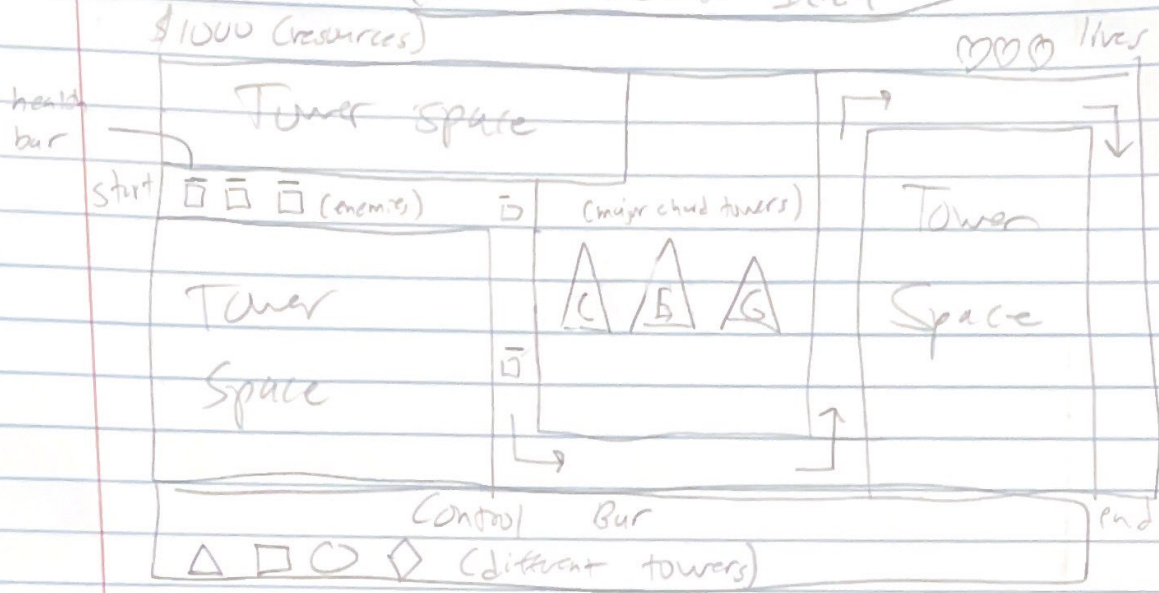 $1000 (resources)
lives
Tower space
health
bar
start
(enemies)
(major chord towers)
C
E
G
Tower
Space
Tower
Space
Control Bar
end
(different towers)